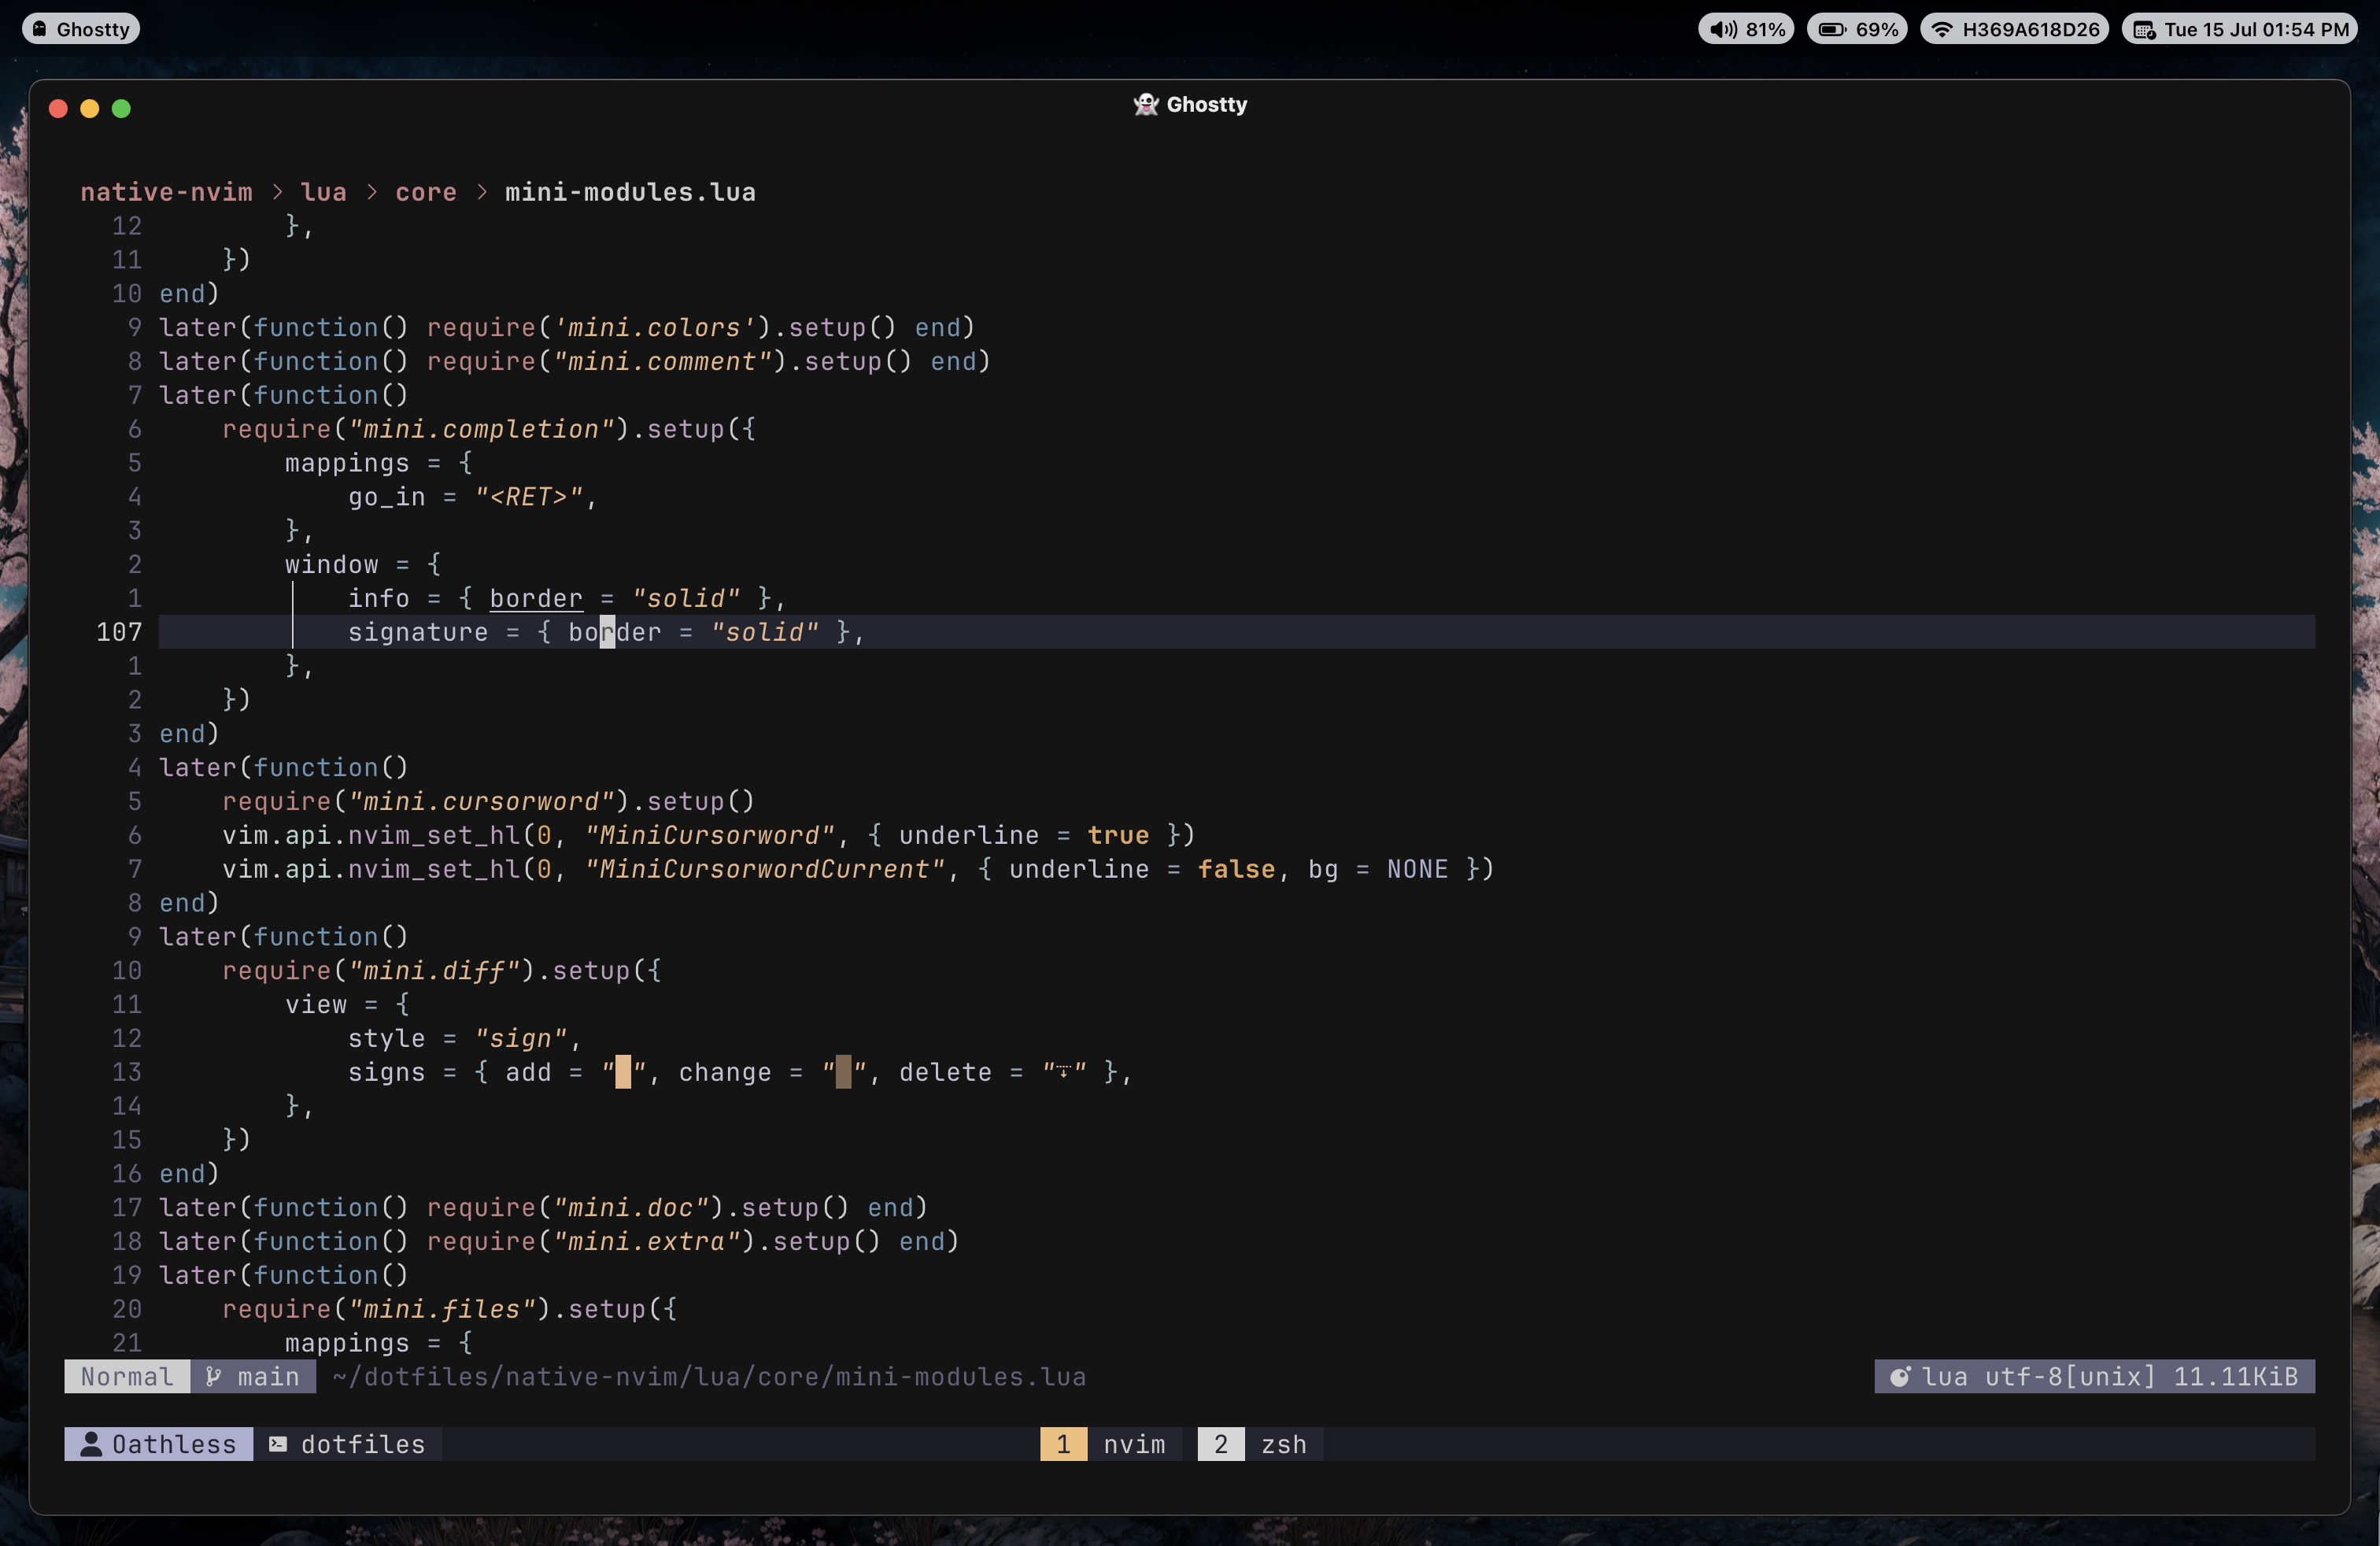 Ghostty
81% 69% H369A618D26 Tue 15 Jul 01:54 PM
👻 Ghostty
native-nvim > lua > core > mini-modules.lua
12         },
11     })
10 end)
9 later(function() require('mini.colors').setup() end)
8 later(function() require("mini.comment").setup() end)
7 later(function()
6     require("mini.completion").setup({
5         mappings = {
4             go_in = "<RET>",
3         },
2         window = {
1             info = { border = "solid" },
107             signature = { border = "solid" },
1         },
2     })
3 end)
4 later(function()
5     require("mini.cursorword").setup()
6     vim.api.nvim_set_hl(0, "MiniCursorword", { underline = true })
7     vim.api.nvim_set_hl(0, "MiniCursorwordCurrent", { underline = false, bg = NONE })
8 end)
9 later(function()
10     require("mini.diff").setup({
11         view = {
12             style = "sign",
13             signs = { add = "█", change = "▒", delete = "⍗" },
14         },
15     })
16 end)
17 later(function() require("mini.doc").setup() end)
18 later(function() require("mini.extra").setup() end)
19 later(function()
20     require("mini.files").setup({
21         mappings = {
Normal main ~/dotfiles/native-nvim/lua/core/mini-modules.lua lua utf-8[unix] 11.11KiB
Oathless dotfiles 1 nvim 2 zsh